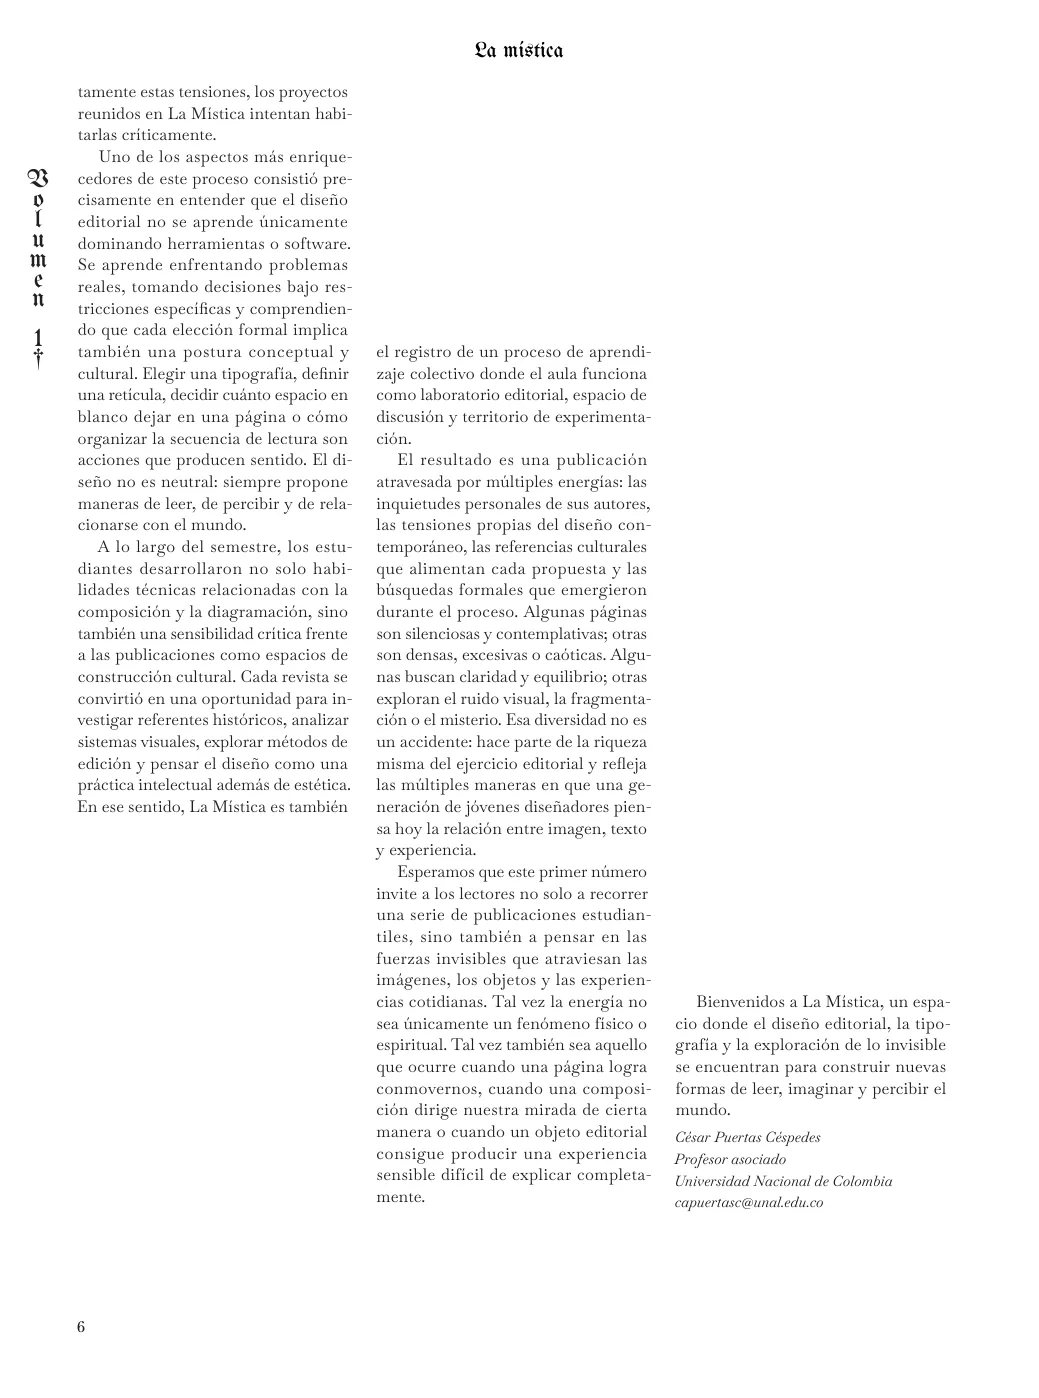 La mística
Volumen 1†
tamente estas tensiones, los proyectos
reunidos en La Mística intentan habi-
tarlas críticamente.
Uno de los aspectos más enrique-
cedores de este proceso consistió pre-
cisamente en entender que el diseño
editorial no se aprende únicamente
dominando herramientas o software.
Se aprende enfrentando problemas
reales, tomando decisiones bajo res-
tricciones específicas y comprendien-
do que cada elección formal implica
también una postura conceptual y
cultural. Elegir una tipografía, definir
una retícula, decidir cuánto espacio en
blanco dejar en una página o cómo
organizar la secuencia de lectura son
acciones que producen sentido. El di-
seño no es neutral: siempre propone
maneras de leer, de percibir y de rela-
cionarse con el mundo.
A lo largo del semestre, los estu-
diantes desarrollaron no solo habi-
lidades técnicas relacionadas con la
composición y la diagramación, sino
también una sensibilidad crítica frente
a las publicaciones como espacios de
construcción cultural. Cada revista se
convirtió en una oportunidad para in-
vestigar referentes históricos, analizar
sistemas visuales, explorar métodos de
edición y pensar el diseño como una
práctica intelectual además de estética.
En ese sentido, La Mística es también
el registro de un proceso de aprendi-
zaje colectivo donde el aula funciona
como laboratorio editorial, espacio de
discusión y territorio de experimenta-
ción.
El resultado es una publicación
atravesada por múltiples energías: las
inquietudes personales de sus autores,
las tensiones propias del diseño con-
temporáneo, las referencias culturales
que alimentan cada propuesta y las
búsquedas formales que emergieron
durante el proceso. Algunas páginas
son silenciosas y contemplativas; otras
son densas, excesivas o caóticas. Algu-
nas buscan claridad y equilibrio; otras
exploran el ruido visual, la fragmenta-
ción o el misterio. Esa diversidad no es
un accidente: hace parte de la riqueza
misma del ejercicio editorial y refleja
las múltiples maneras en que una ge-
neración de jóvenes diseñadores pien-
sa hoy la relación entre imagen, texto
y experiencia.
Esperamos que este primer número
invite a los lectores no solo a recorrer
una serie de publicaciones estudian-
tiles, sino también a pensar en las
fuerzas invisibles que atraviesan las
imágenes, los objetos y las experien-
cias cotidianas. Tal vez la energía no
sea únicamente un fenómeno físico o
espiritual. Tal vez también sea aquello
que ocurre cuando una página logra
conmovernos, cuando una composi-
ción dirige nuestra mirada de cierta
manera o cuando un objeto editorial
consigue producir una experiencia
sensible difícil de explicar completa-
mente.
Bienvenidos a La Mística, un espa-
cio donde el diseño editorial, la tipo-
grafía y la exploración de lo invisible
se encuentran para construir nuevas
formas de leer, imaginar y percibir el
mundo.
César Puertas Céspedes
Profesor asociado
Universidad Nacional de Colombia
capuertasc@unal.edu.co
6